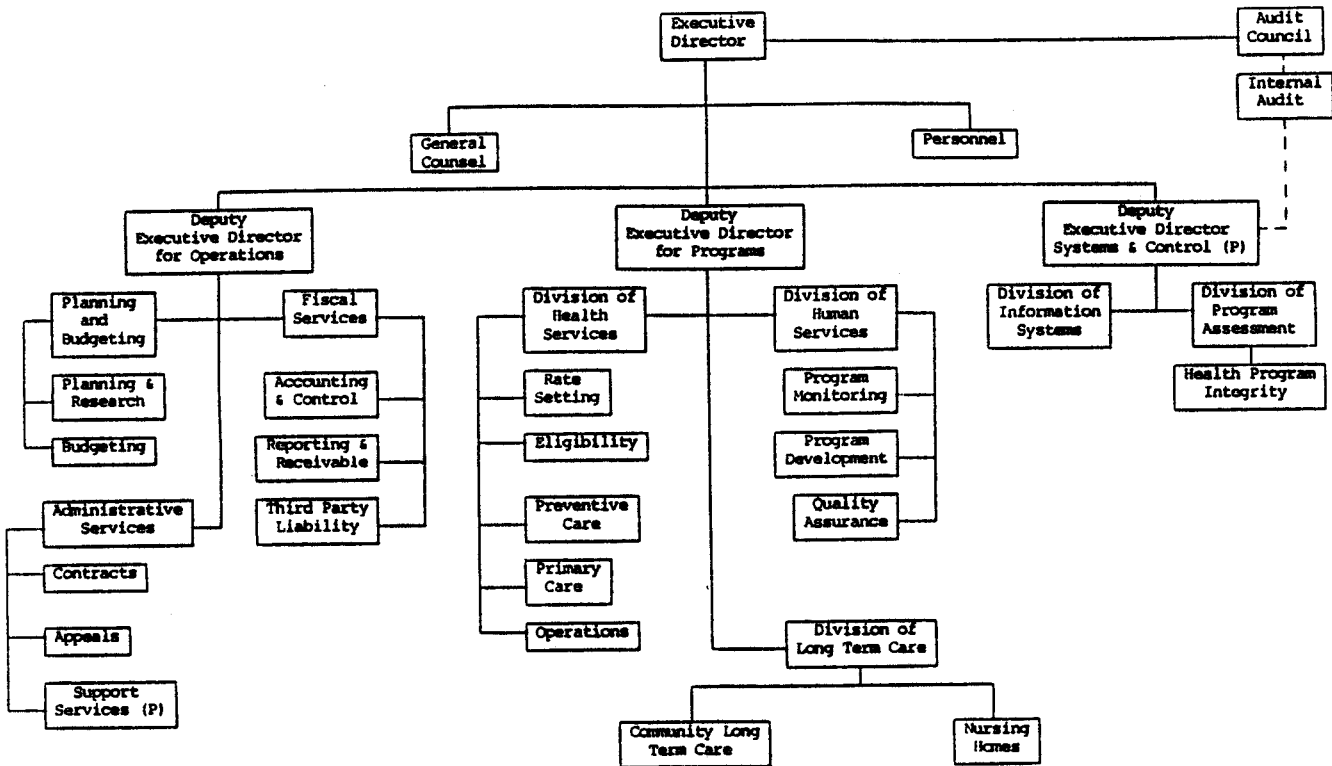 Executive
Director
Audit
Council
Internal
Audit
General
Counsel
Personnel
Deputy
Executive Director
for Operations
Deputy
Executive Director
for Programs
Deputy
Executive Director
Systems & Control (P)
Planning
and
Budgeting
Fiscal
Services
Division of
Health
Services
Division of
Human
Services
Division of
Information
Systems
Division of
Program
Assessment
Planning &
Research
Accounting
& Control
Rate
Setting
Program
Monitoring
Health Program
Integrity
Budgeting
Reporting &
Receivable
Eligibility
Program
Development
Administrative
Services
Third Party
Liability
Preventive
Care
Quality
Assurance
Contracts
Primary
Care
Appeals
Operations
Division of
Long Term Care
Support
Services (P)
Community Long
Term Care
Nursing
Homes